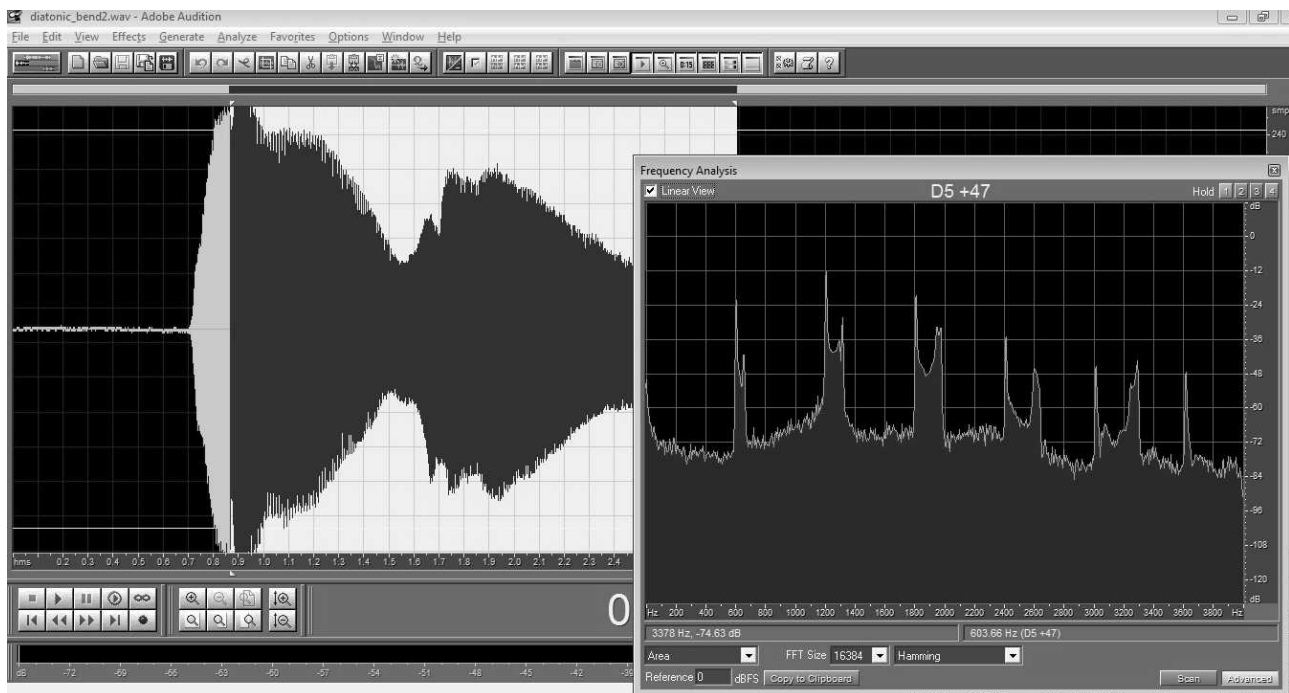 diatonic_bend2.wav - Adobe Audition
File Edit View Effects Generate Analyze Favorites Options Window Help
smp
240
Frequency Analysis
Linear View
D5 +47
Hold 1 2 3 4
dB
-0
-12
-24
-36
-48
-60
-72
-84
-96
-108
-120
dB
hms 0.2 0.3 0.4 0.5 0.6 0.7 0.8 0.9 1.0 1.1 1.2 1.3 1.4 1.5 1.6 1.7 1.8 1.9 2.0 2.1 2.2 2.3 2.4
Hz 200 400 600 800 1000 1200 1400 1600 1800 2000 2200 2400 2600 2800 3000 3200 3400 3600 3800 Hz
0
3378 Hz, -74.63 dB
603.66 Hz (D5 +47)
Area
FFT Size 16384
Hamming
Reference 0 dBFS Copy to Clipboard
Scan Advanced
dB -72 -69 -66 -63 -60 -57 -54 -51 -48 -45 -42 -39